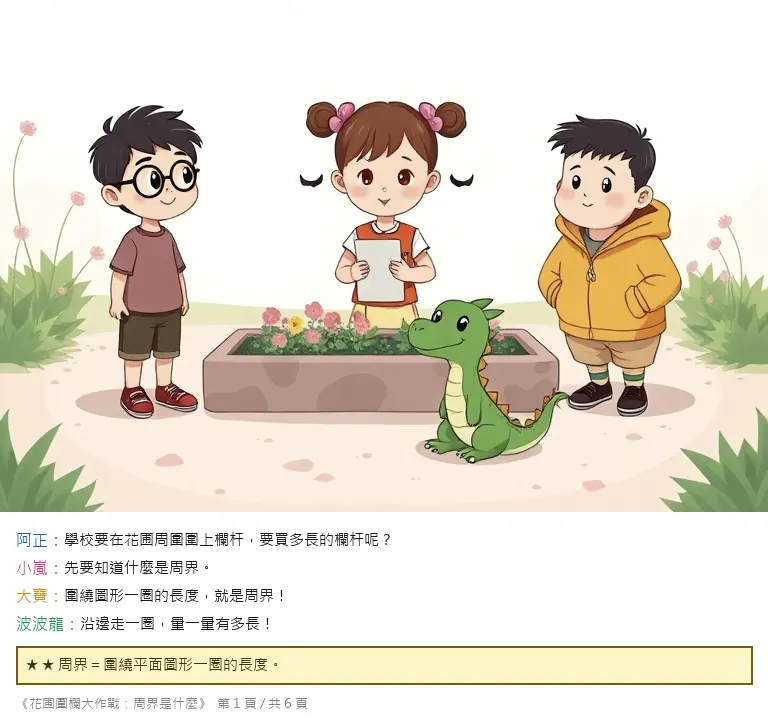 阿正：學校要在花圃周圍圍上欄杆，要買多長的欄杆呢？
小嵐：先要知道什麼是周界。
大寶：圍繞圖形一圈的長度，就是周界！
波波龍：沿邊走一圈，量一量有多長！
★★周界＝圍繞平面圖形一圈的長度。
《花圃圍欄大作戰：周界是什麼》 第 1 頁 / 共 6 頁